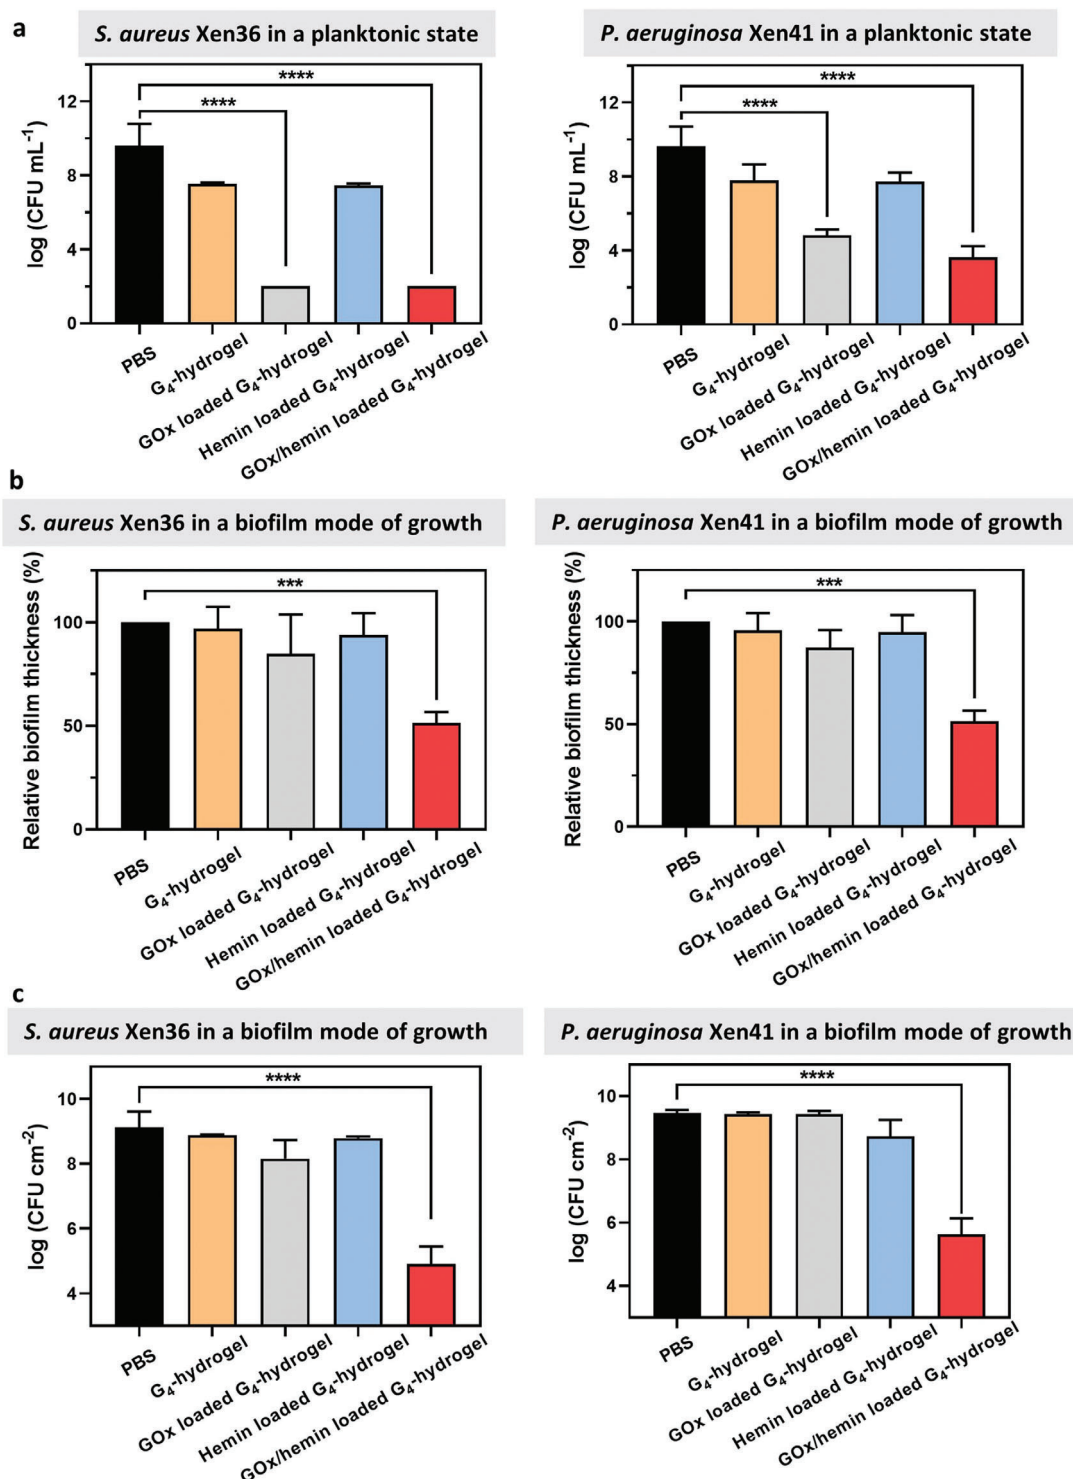 a
S. aureus Xen36 in a planktonic state
P. aeruginosa Xen41 in a planktonic state
log (CFU mL⁻¹)
12
8
4
0
****
****
PBS
G₄-hydrogel
GOx loaded G₄-hydrogel
Hemin loaded G₄-hydrogel
GOx/hemin loaded G₄-hydrogel
log (CFU mL⁻¹)
12
8
4
0
****
****
PBS
G₄-hydrogel
GOx loaded G₄-hydrogel
Hemin loaded G₄-hydrogel
GOx/hemin loaded G₄-hydrogel
b
S. aureus Xen36 in a biofilm mode of growth
P. aeruginosa Xen41 in a biofilm mode of growth
Relative biofilm thickness (%)
100
50
0
***
PBS
G₄-hydrogel
GOx loaded G₄-hydrogel
Hemin loaded G₄-hydrogel
GOx/hemin loaded G₄-hydrogel
Relative biofilm thickness (%)
100
50
0
***
PBS
G₄-hydrogel
GOx loaded G₄-hydrogel
Hemin loaded G₄-hydrogel
GOx/hemin loaded G₄-hydrogel
c
S. aureus Xen36 in a biofilm mode of growth
P. aeruginosa Xen41 in a biofilm mode of growth
log (CFU cm⁻²)
10
8
6
4
****
PBS
G₄-hydrogel
GOx loaded G₄-hydrogel
Hemin loaded G₄-hydrogel
GOx/hemin loaded G₄-hydrogel
log (CFU cm⁻²)
10
8
6
4
****
PBS
G₄-hydrogel
GOx loaded G₄-hydrogel
Hemin loaded G₄-hydrogel
GOx/hemin loaded G₄-hydrogel